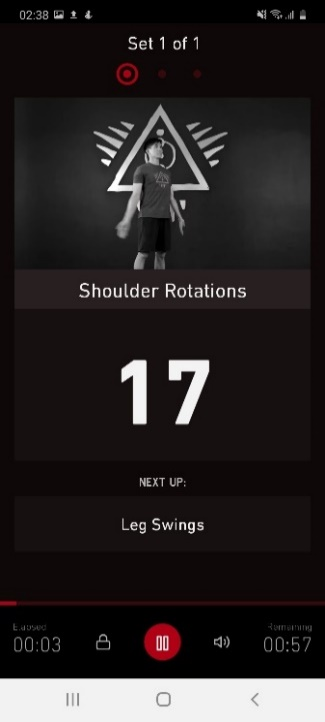 02:38
Set 1 of 1
Shoulder Rotations
17
NEXT UP:
Leg Swings
Elapsed
Remaining
00:03
00:57